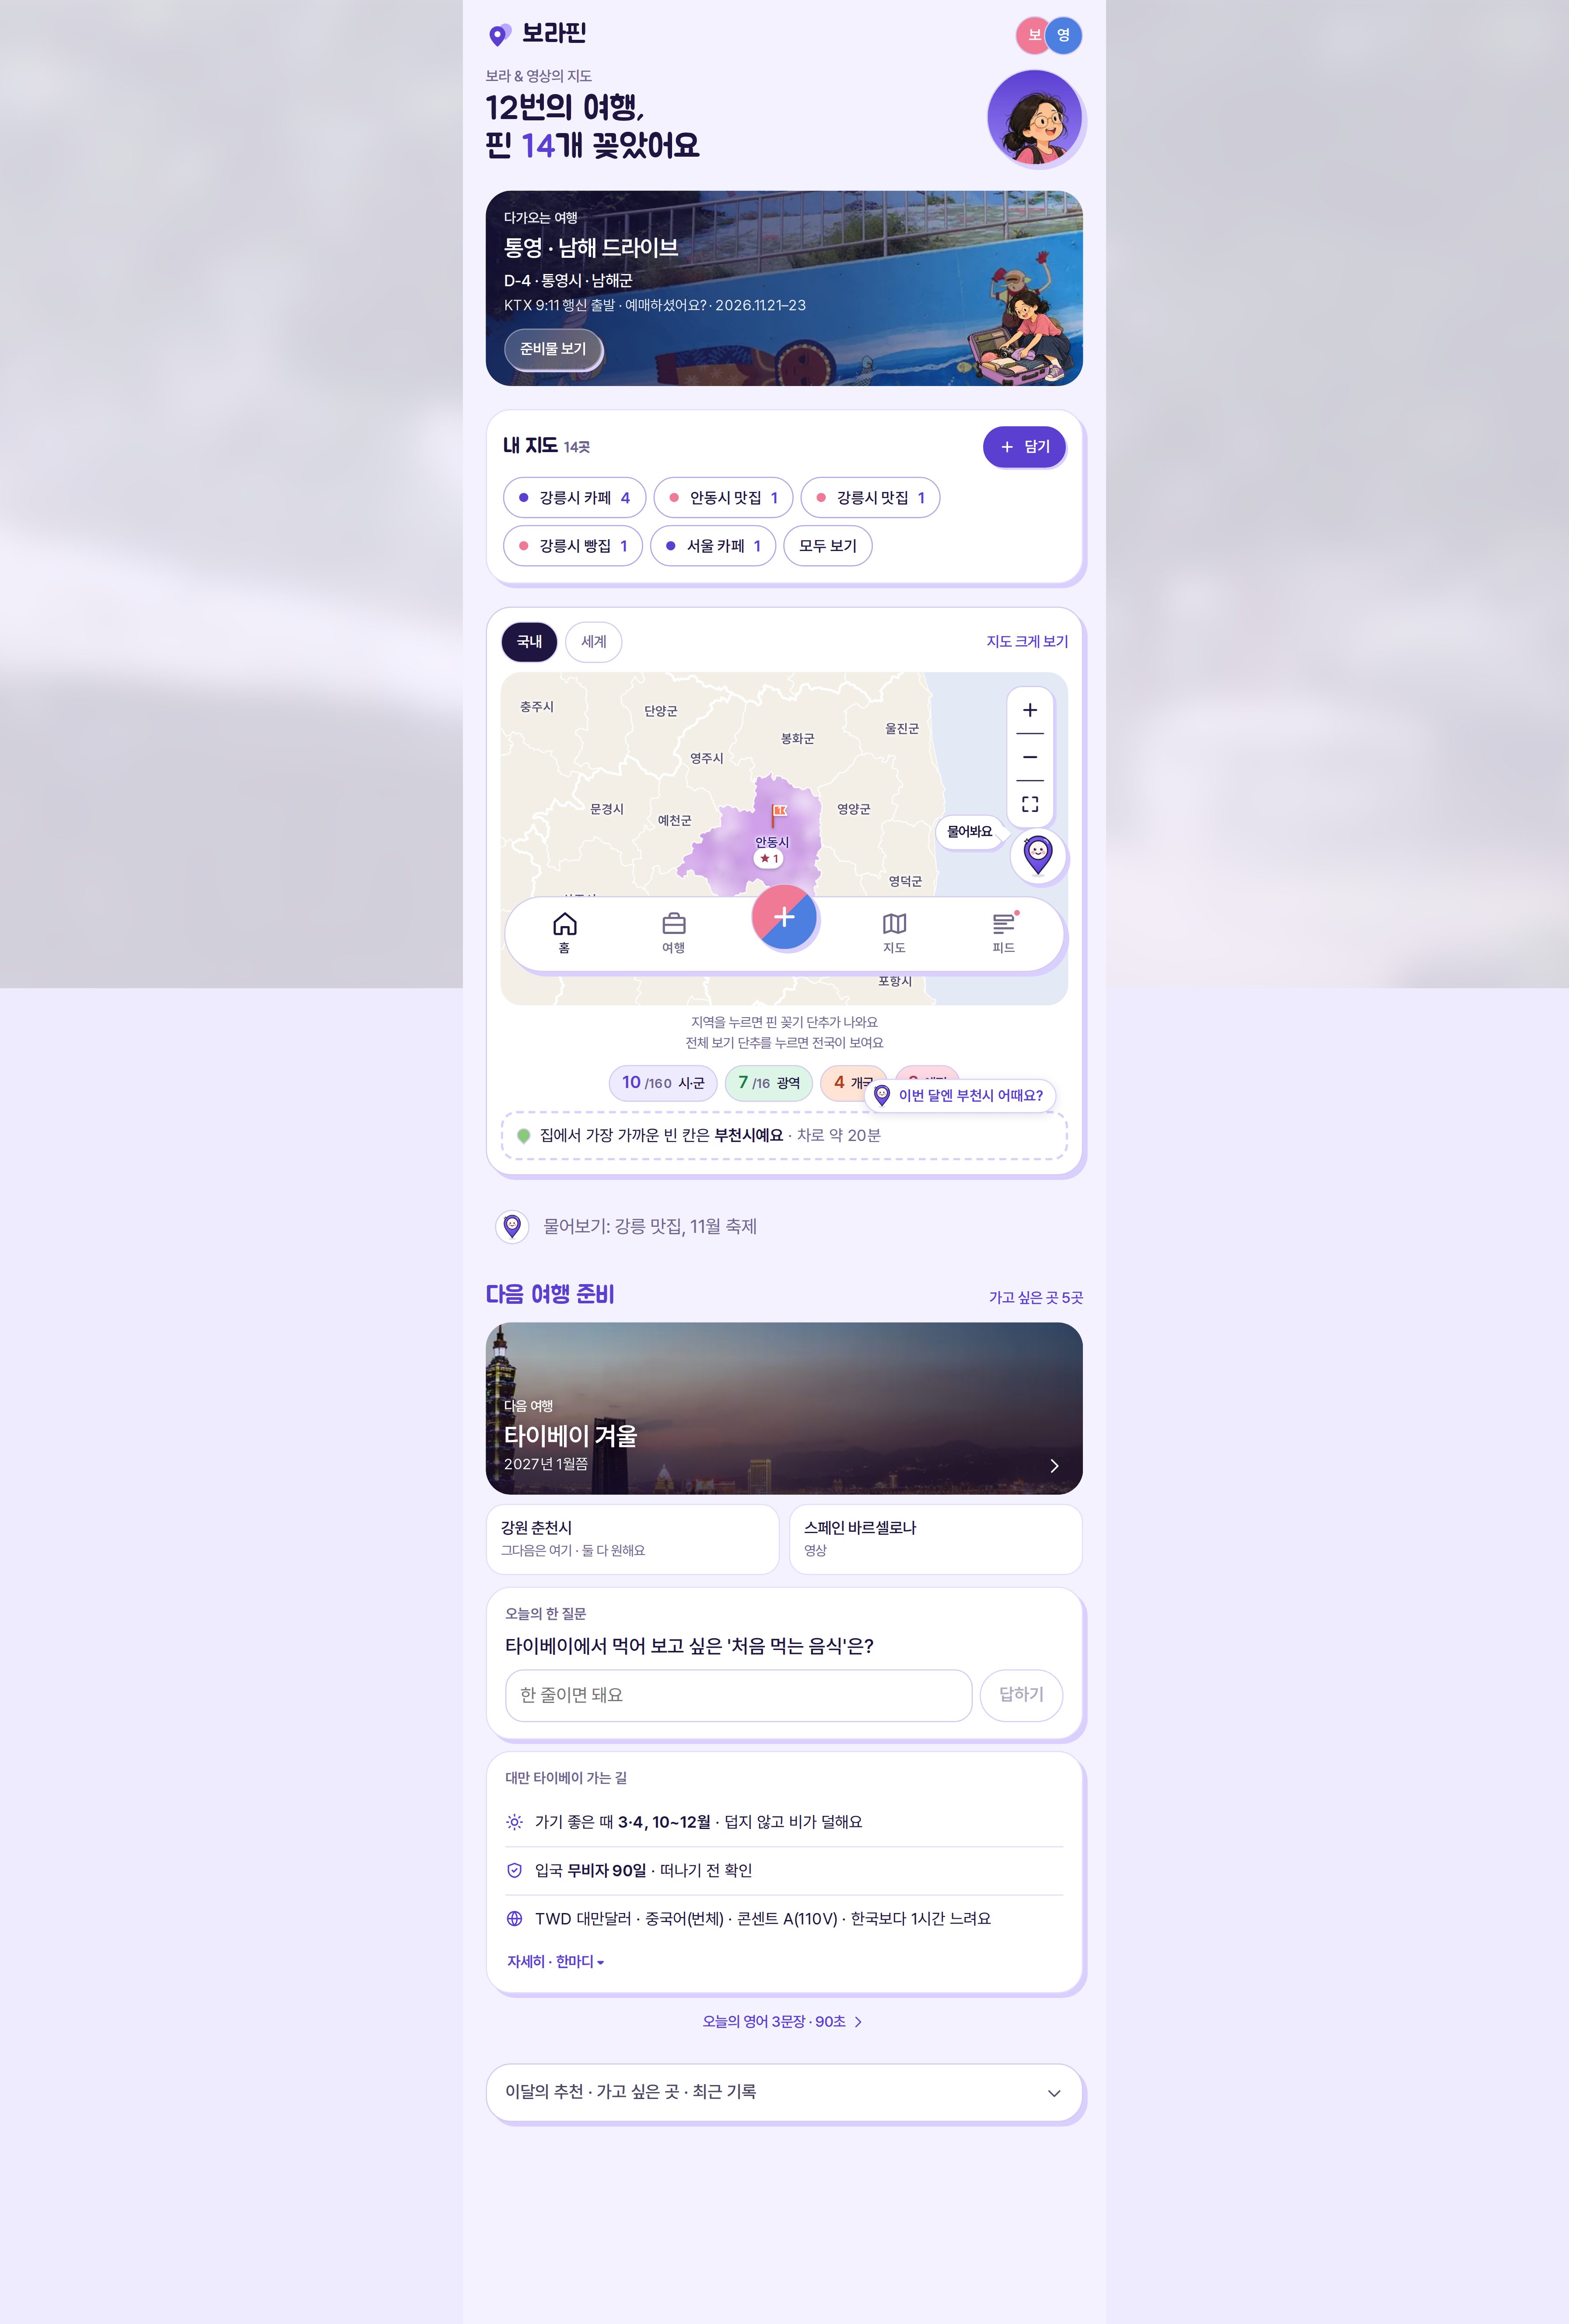 보라핀
보 영
보라 & 영상의 지도
12번의 여행,
핀 14개 꽂았어요
다가오는 여행
통영 · 남해 드라이브
D-4 · 통영시 · 남해군
KTX 9:11 행신 출발 · 예매하셨어요? · 2026.11.21–23
준비물 보기
내 지도 14곳
+ 담기
강릉시 카페 4
안동시 맛집 1
강릉시 맛집 1
강릉시 빵집 1
서울 카페 1
모두 보기
국내
세계
지도 크게 보기
충주시
단양군
울진군
봉화군
영주시
문경시
예천군
영양군
안동시
★ 1
물어봐요
영덕군
홈
여행
지도
피드
포항시
지역을 누르면 핀 꽂기 단추가 나와요
전체 보기 단추를 누르면 전국이 보여요
10 /160 시·군
7 /16 광역
4 개국
이번 달엔 부천시 어때요?
집에서 가장 가까운 빈 칸은 부천시예요 · 차로 약 20분
물어보기: 강릉 맛집, 11월 축제
다음 여행 준비
가고 싶은 곳 5곳
다음 여행
타이베이 겨울
2027년 1월쯤
강원 춘천시
그다음은 여기 · 둘 다 원해요
스페인 바르셀로나
영상
오늘의 한 질문
타이베이에서 먹어 보고 싶은 '처음 먹는 음식'은?
한 줄이면 돼요
답하기
대만 타이베이 가는 길
가기 좋은 때 3·4, 10~12월 · 덥지 않고 비가 덜해요
입국 무비자 90일 · 떠나기 전 확인
TWD 대만달러 · 중국어(번체) · 콘센트 A(110V) · 한국보다 1시간 느려요
자세히 · 한마디
오늘의 영어 3문장 · 90초
이달의 추천 · 가고 싶은 곳 · 최근 기록